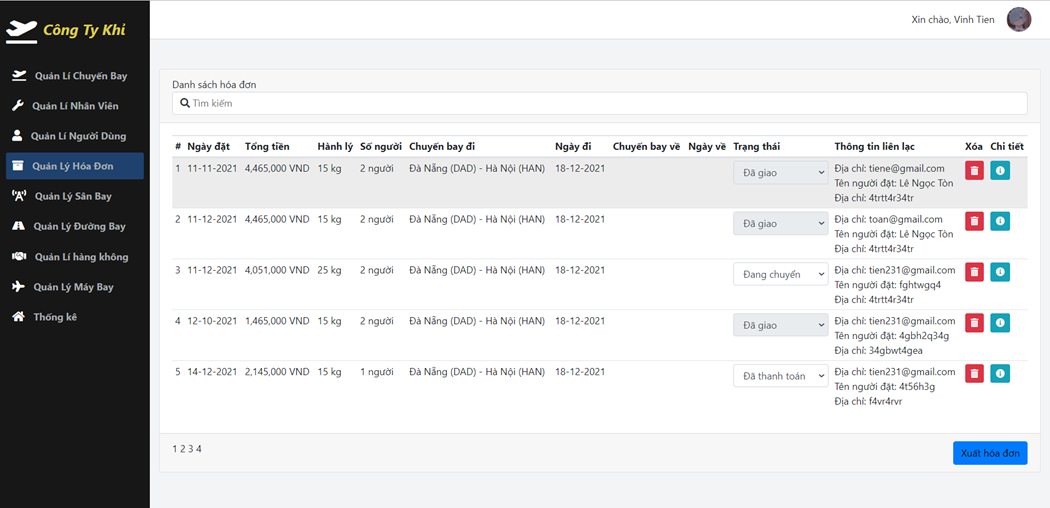 Công Ty Khỉ
Xin chào, Vinh Tien
Quản Lí Chuyến Bay
Quản Lí Nhân Viên
Quản Lí Người Dùng
Quản Lý Hóa Đơn
Quản Lý Sân Bay
Quản Lý Đường Bay
Quản Lí hàng không
Quản Lý Máy Bay
Thống kê
Danh sách hóa đơn
Tìm kiếm
# Ngày đặt Tổng tiền Hành lý Số người Chuyến bay đi Ngày đi Chuyến bay về Ngày về Trạng thái Thông tin liên lạc Xóa Chi tiết
1 11-11-2021 4,465,000 VND 15 kg 2 người Đà Nẵng (DAD) - Hà Nội (HAN) 18-12-2021 Đã giao Địa chỉ: tiene@gmail.com
Tên người đặt: Lê Ngọc Tôn
Địa chỉ: 4trtt4r34tr
2 11-12-2021 4,465,000 VND 15 kg 2 người Đà Nẵng (DAD) - Hà Nội (HAN) 18-12-2021 Đã giao Địa chỉ: toan@gmail.com
Tên người đặt: Lê Ngọc Tôn
Địa chỉ: 4trtt4r34tr
3 11-12-2021 4,051,000 VND 25 kg 2 người Đà Nẵng (DAD) - Hà Nội (HAN) 18-12-2021 Đang chuyển Địa chỉ: tien231@gmail.com
Tên người đặt: fghtwgq4
Địa chỉ: 4trtt4r34tr
4 12-10-2021 1,465,000 VND 15 kg 2 người Đà Nẵng (DAD) - Hà Nội (HAN) 18-12-2021 Đã giao Địa chỉ: tien231@gmail.com
Tên người đặt: 4gbh2q34g
Địa chỉ: 34gbwt4gea
5 14-12-2021 2,145,000 VND 15 kg 1 người Đà Nẵng (DAD) - Hà Nội (HAN) 18-12-2021 Đã thanh toán Địa chỉ: tien231@gmail.com
Tên người đặt: 4t56h3g
Địa chỉ: f4vr4rvr
1 2 3 4
Xuất hóa đơn